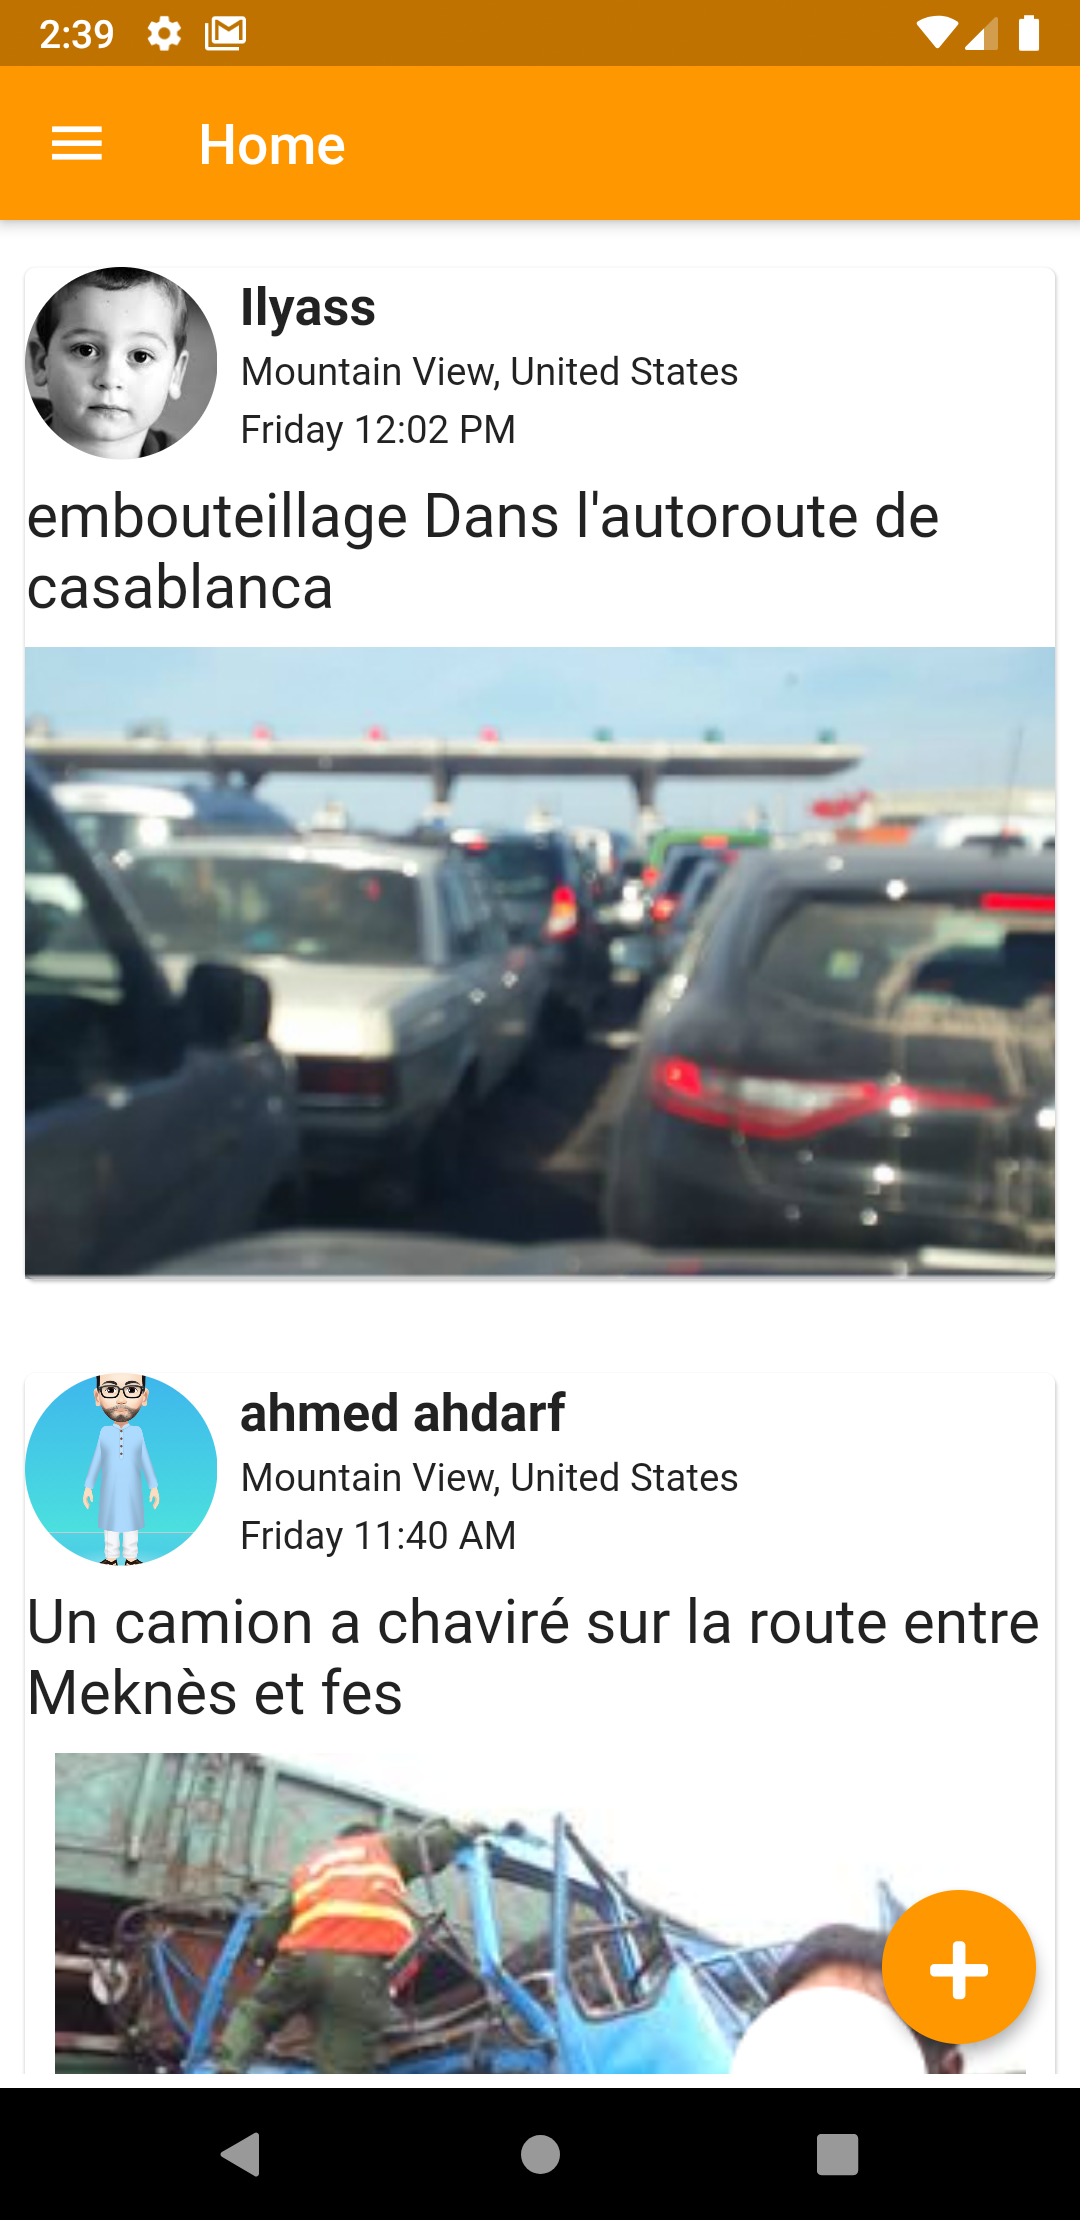 2:39
Home
Ilyass
Mountain View, United States
Friday 12:02 PM
embouteillage Dans l'autoroute de
casablanca
ahmed ahdarf
Mountain View, United States
Friday 11:40 AM
Un camion a chaviré sur la route entre
Meknès et fes